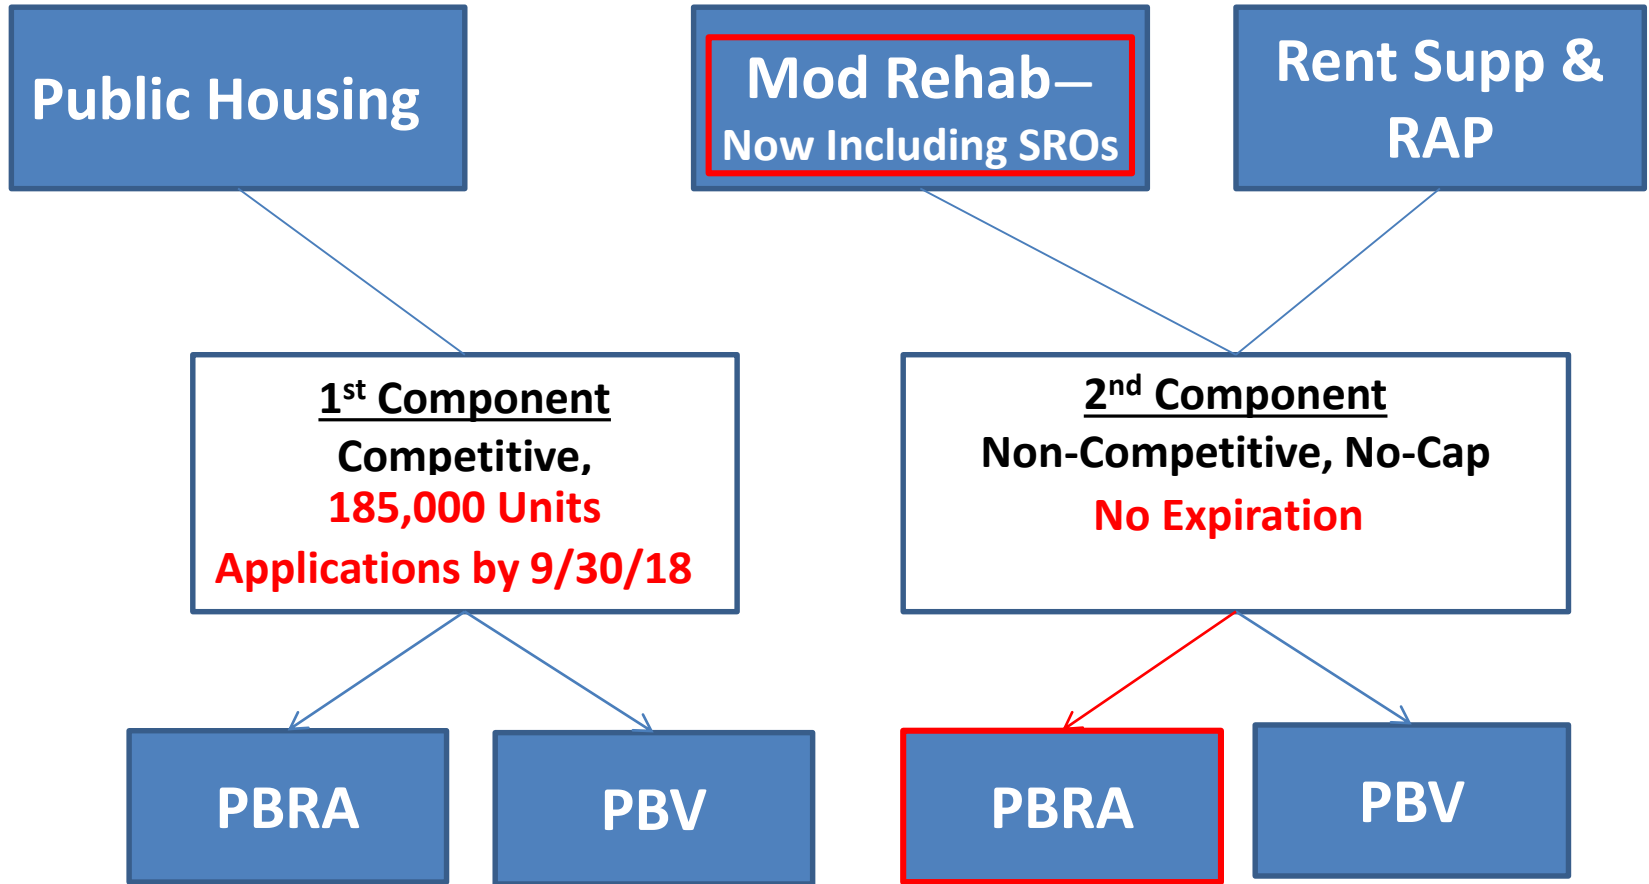 Public Housing
Mod Rehab—
Now Including SROs
Rent Supp &
RAP
1st Component
Competitive,
185,000 Units
Applications by 9/30/18
2nd Component
Non-Competitive, No-Cap
No Expiration
PBRA
PBV
PBRA
PBV